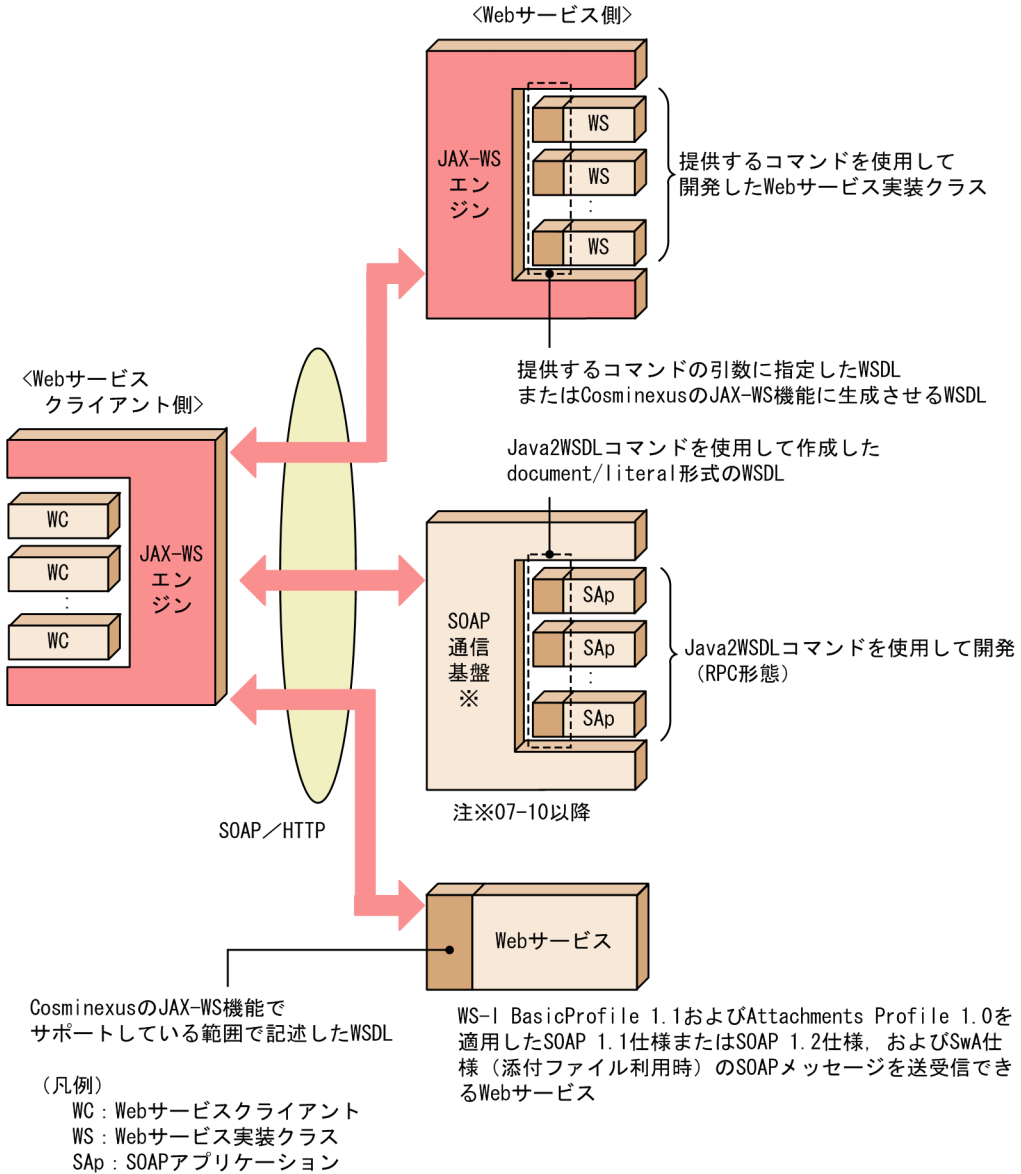 <Webサービス側>
JAX-WS
エン
ジン
WS
WS
:
WS
提供するコマンドを使用して
開発したWebサービス実装クラス
提供するコマンドの引数に指定したWSDL
またはCosminexusのJAX-WS機能に生成させるWSDL
<Webサービス
クライアント側>
WC
WC
:
WC
JAX-WS
エン
ジン
Java2WSDLコマンドを使用して作成した
document/literal形式のWSDL
SOAP
通信
基盤
※
SAp
SAp
:
SAp
Java2WSDLコマンドを使用して開発
（RPC形態）
注※07-10以降
SOAP／HTTP
Webサービス
CosminexusのJAX-WS機能で
サポートしている範囲で記述したWSDL
WS-I BasicProfile 1.1およびAttachments Profile 1.0を
適用したSOAP 1.1仕様またはSOAP 1.2仕様，およびSwA仕
様（添付ファイル利用時）のSOAPメッセージを送受信でき
るWebサービス
（凡例）
WC：Webサービスクライアント
WS：Webサービス実装クラス
SAp：SOAPアプリケーション